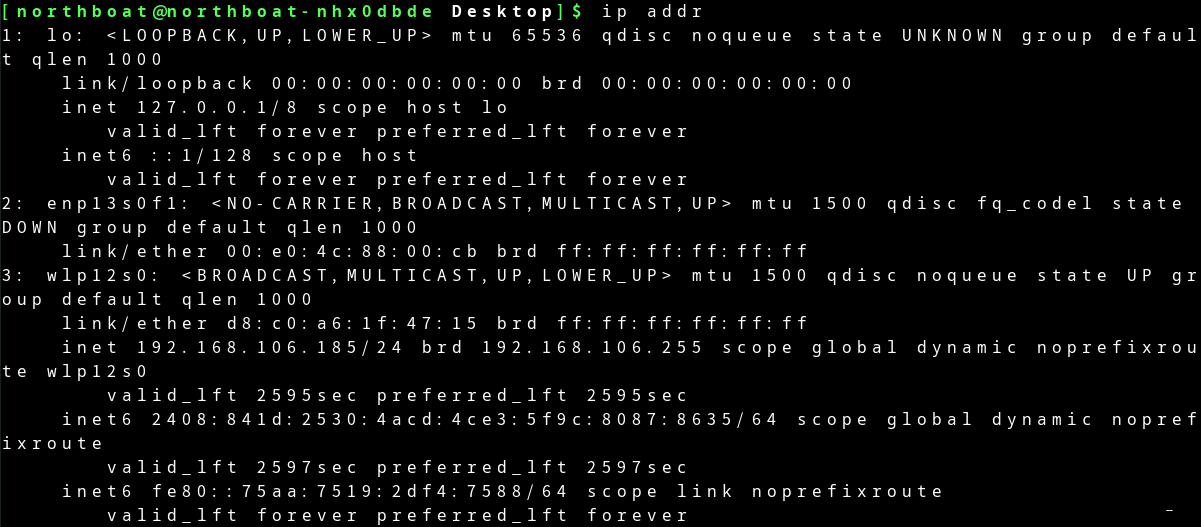 [northboat@northboat-nhx0dbde Desktop]$ ip addr
1: lo: <LOOPBACK,UP,LOWER_UP> mtu 65536 qdisc noqueue state UNKNOWN group defaul
t qlen 1000
    link/loopback 00:00:00:00:00:00 brd 00:00:00:00:00:00
    inet 127.0.0.1/8 scope host lo
       valid_lft forever preferred_lft forever
    inet6 ::1/128 scope host
       valid_lft forever preferred_lft forever
2: enp13s0f1: <NO-CARRIER,BROADCAST,MULTICAST,UP> mtu 1500 qdisc fq_codel state
DOWN group default qlen 1000
    link/ether 00:e0:4c:88:00:cb brd ff:ff:ff:ff:ff:ff
3: wlp12s0: <BROADCAST,MULTICAST,UP,LOWER_UP> mtu 1500 qdisc noqueue state UP gr
oup default qlen 1000
    link/ether d8:c0:a6:1f:47:15 brd ff:ff:ff:ff:ff:ff
    inet 192.168.106.185/24 brd 192.168.106.255 scope global dynamic noprefixrou
te wlp12s0
       valid_lft 2595sec preferred_lft 2595sec
    inet6 2408:841d:2530:4acd:4ce3:5f9c:8087:8635/64 scope global dynamic nopref
ixroute
       valid_lft 2597sec preferred_lft 2597sec
    inet6 fe80::75aa:7519:2df4:7588/64 scope link noprefixroute
       valid_lft forever preferred_lft forever